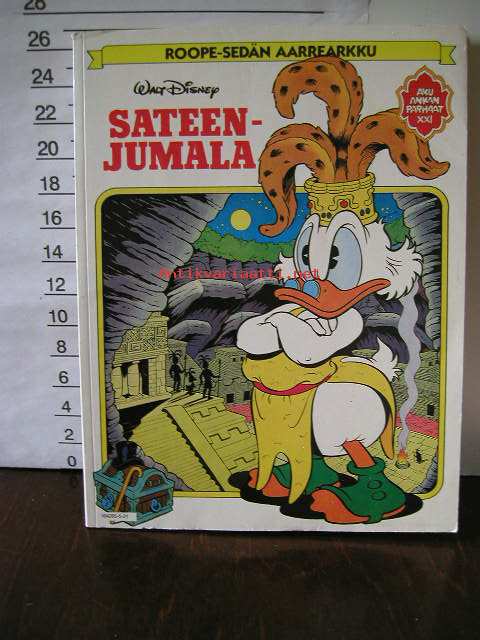 28
26
24
22
20
18
16
14
12
10
8
6
4
2
0
ROOPE-SEDÄN AARREARKKU
WALT DISNEY
SATEEN-
JUMALA
AKU
ANKAN
PARHAAT
XXI
Antikvariaatti.net